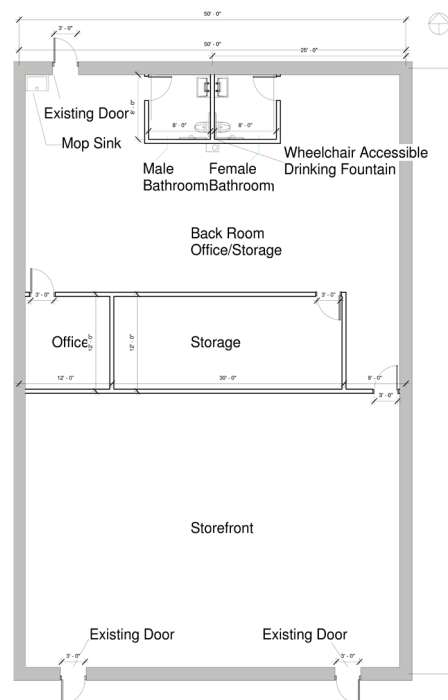 50' - 0"
3' - 0"
50' - 0"
25' - 0"
Existing Door
8' - 0"
Mop Sink
8' - 0"
8' - 0"
Male
Bathroom
Female
Bathroom
Wheelchair Accessible
Drinking Fountain
Back Room
Office/Storage
3' - 0"
3' - 0"
Office
12' - 0"
12' - 0"
Storage
12' - 0"
30' - 0"
8' - 0"
3' - 0"
Storefront
Existing Door
Existing Door
3' - 0"
3' - 0"